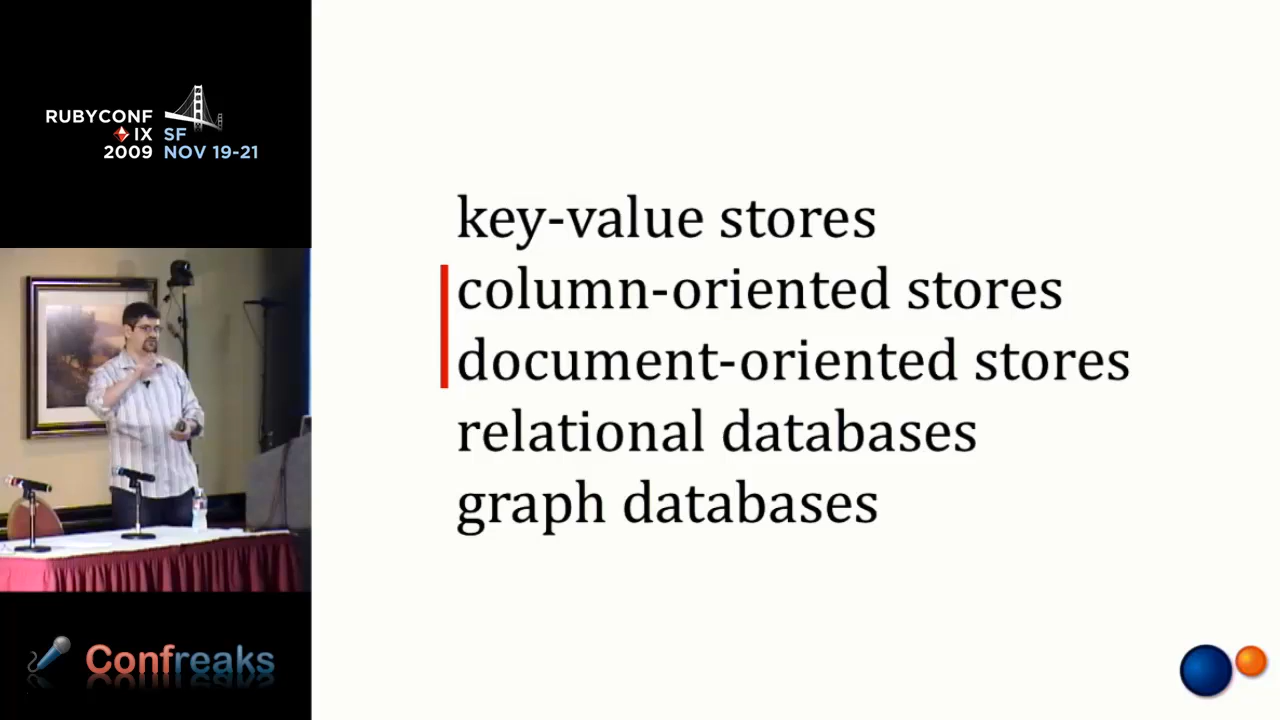 RUBYCONF
IX SF
2009 NOV 19-21
key-value stores
column-oriented stores
document-oriented stores
relational databases
graph databases
Confreaks